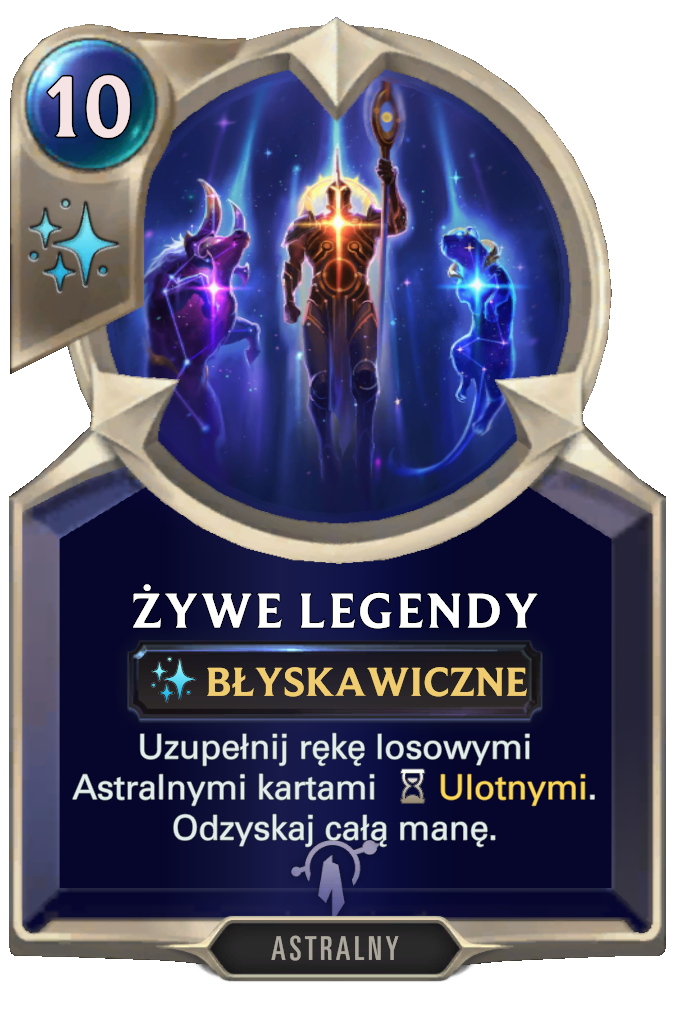 10
ŻYWE LEGENDY
BŁYSKAWICZNE
Uzupełnij rękę losowymi
Astralnymi kartami Ulotnymi.
Odzyskaj całą manę.
ASTRALNY